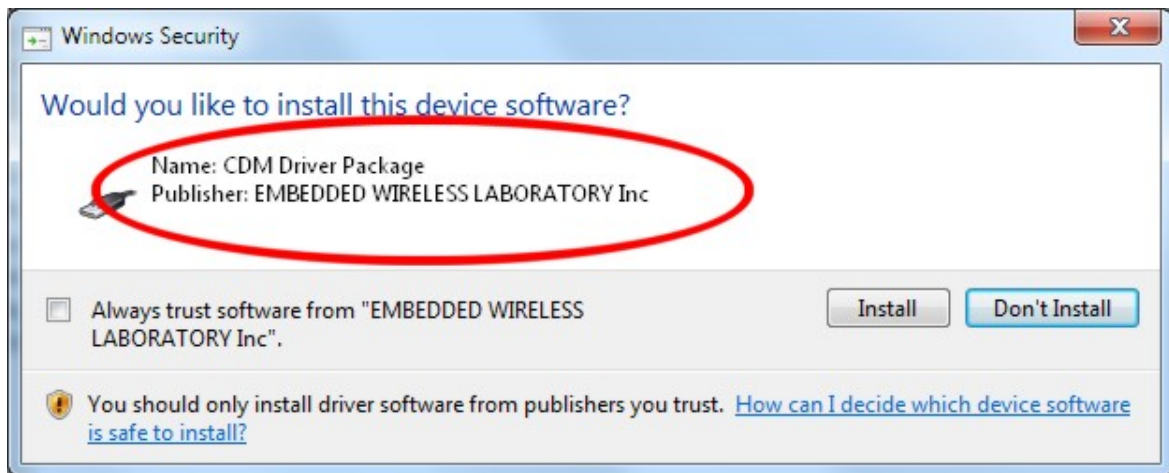 Windows Security
Would you like to install this device software?
Name: CDM Driver Package
Publisher: EMBEDDED WIRELESS LABORATORY Inc
Always trust software from "EMBEDDED WIRELESS
LABORATORY Inc".
Install
Don't Install
You should only install driver software from publishers you trust. How can I decide which device software
is safe to install?